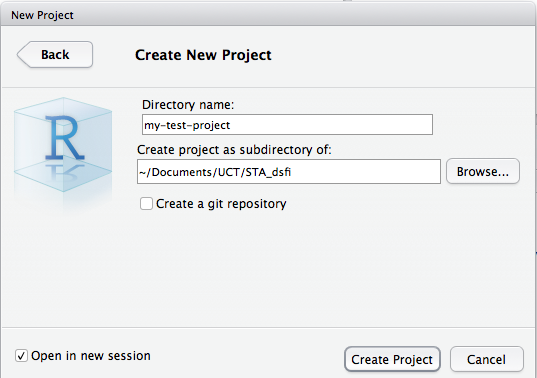 New Project
Back
Create New Project
R
Directory name:
my-test-project
Create project as subdirectory of:
~/Documents/UCT/STA_dsfi
Browse...
Create a git repository
Open in new session
Create Project
Cancel